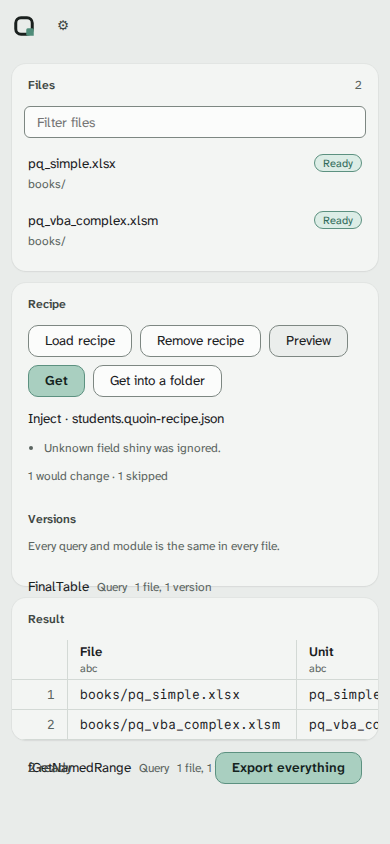 Files 2
Filter files
pq_simple.xlsx Ready
books/
pq_vba_complex.xlsm Ready
books/
Recipe
Load recipe Remove recipe Preview
Get Get into a folder
Inject · students.quoin-recipe.json
• Unknown field shiny was ignored.
1 would change · 1 skipped
Versions
Every query and module is the same in every file.
FinalTable Query 1 file, 1 version
Result
File Unit
abc abc
1 books/pq_simple.xlsx pq_simple
2 books/pq_vba_complex.xlsm pq_vba_co
fGetNamedRange Query 1 file, 1 Export everything